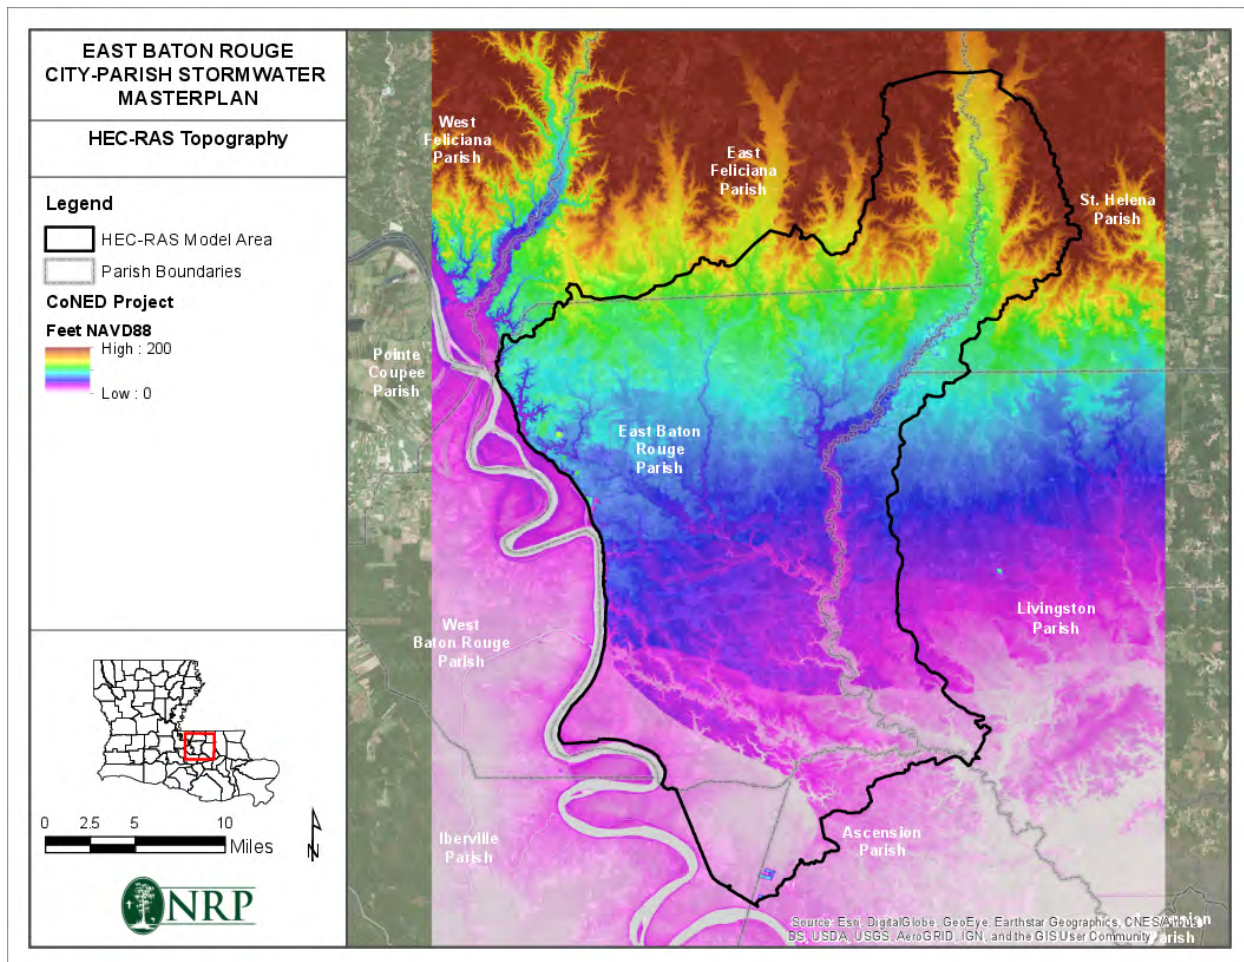 EAST BATON ROUGE
CITY-PARISH STORMWATER
MASTERPLAN
HEC-RAS Topography
Legend
HEC-RAS Model Area
Parish Boundaries
CoNED Project
Feet NAVD88
High : 200
Low : 0
0 2.5 5 10
Miles
N
NRP
West
Feliciana
Parish
East
Feliciana
Parish
St. Helena
Parish
Pointe
Coupee
Parish
East Baton
Rouge
Parish
West
Baton Rouge
Parish
Livingston
Parish
Iberville
Parish
Ascension
Parish
Source: Esri, DigitalGlobe, GeoEye, Earthstar Geographics, CNES/Airbus
DS, USDA, USGS, AeroGRID, IGN, and the GIS User Community
Parish